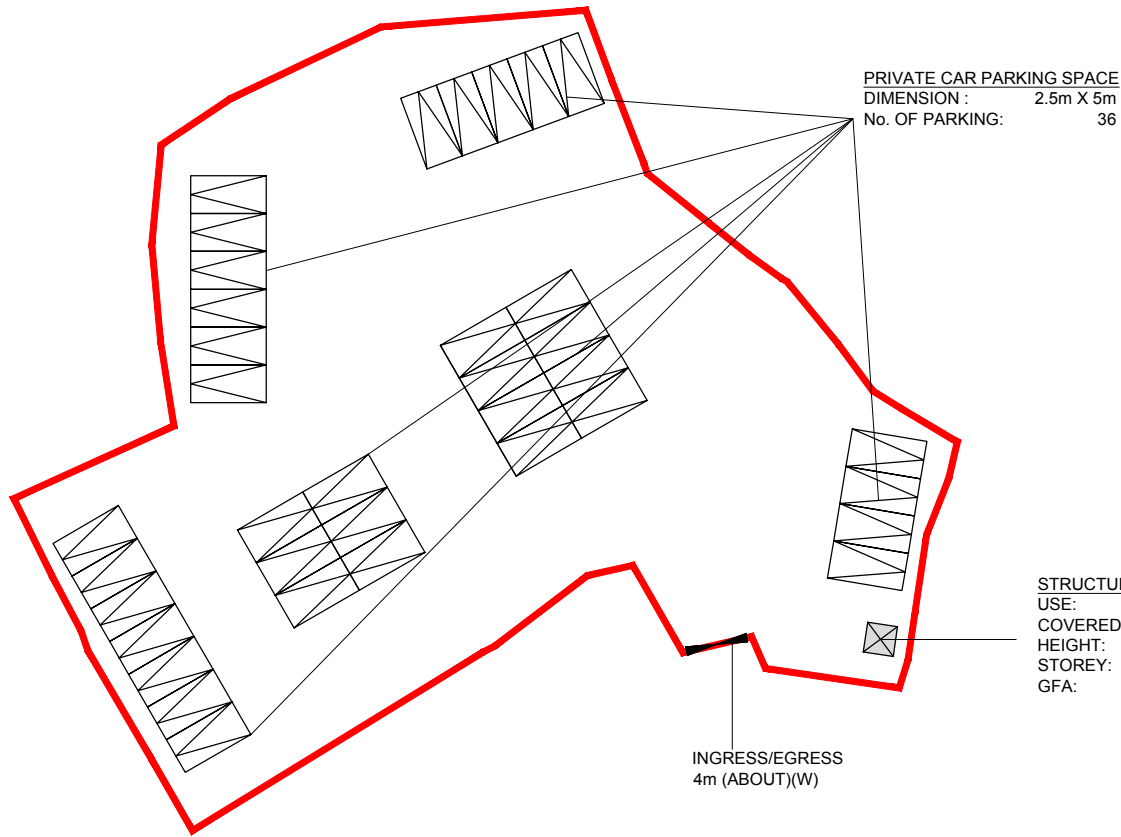 PRIVATE CAR PARKING SPACE
DIMENSION : 2.5m X 5m
No. OF PARKING: 36
USE:
COVERED
HEIGHT:
STOREY:
GFA:
INGRESS/EGRESS
4m (ABOUT)(W)